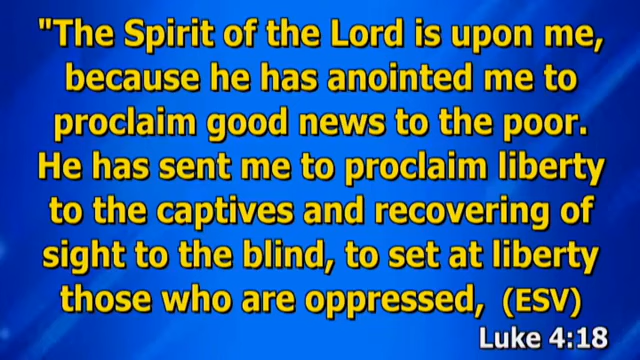 "The Spirit of the Lord is upon me,
because he has anointed me to
proclaim good news to the poor.
He has sent me to proclaim liberty
to the captives and recovering of
sight to the blind, to set at liberty
those who are oppressed, (ESV)
Luke 4:18